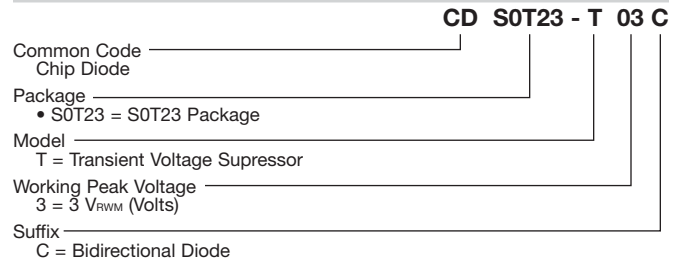 CD S0T23 - T 03 C
Common Code
Chip Diode
Package
• S0T23 = S0T23 Package
Model
T = Transient Voltage Supressor
Working Peak Voltage
3 = 3 VRWM (Volts)
Suffix
C = Bidirectional Diode